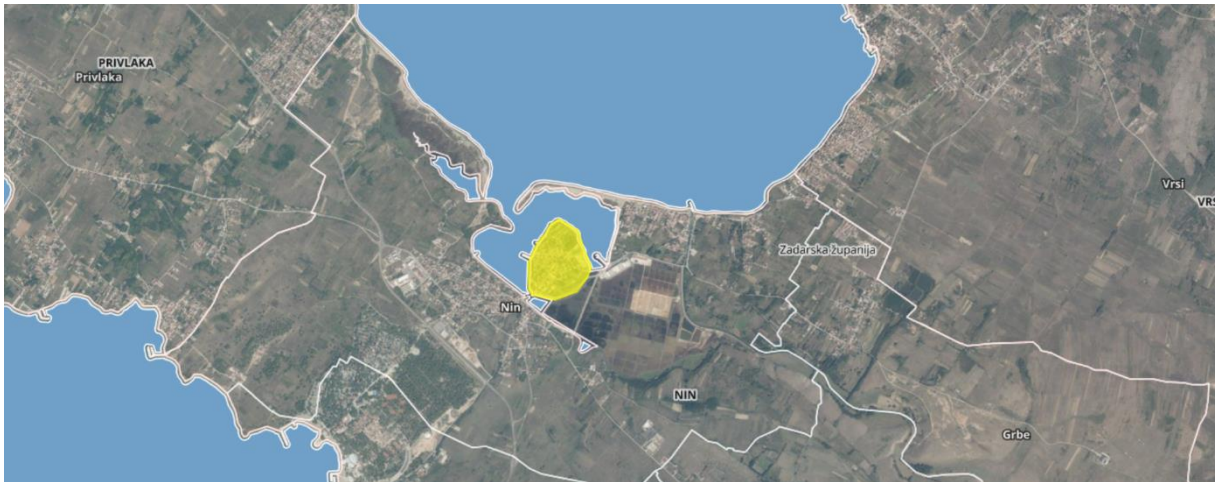 PRIVLAKA
Privlaka
Vrsi
VRS
Zadarska županija
Nin
NIN
Grbe